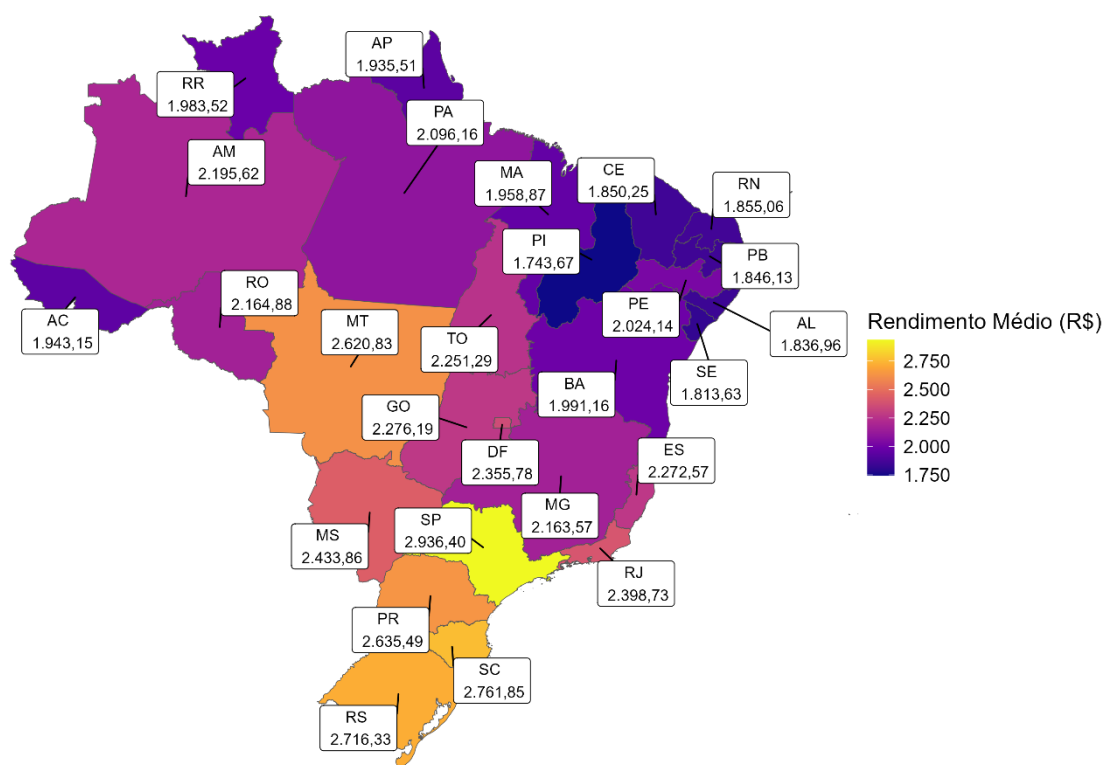 AP
1.935,51
RR
1.983,52
PA
2.096,16
AM
2.195,62
MA
1.958,87
CE
1.850,25
RN
1.855,06
PI
1.743,67
PB
1.846,13
RO
2.164,88
PE
2.024,14
AC
1.943,15
MT
2.620,83
TO
2.251,29
AL
1.836,96
SE
1.813,63
BA
1.991,16
GO
2.276,19
DF
2.355,78
ES
2.272,57
MG
2.163,57
SP
2.936,40
MS
2.433,86
RJ
2.398,73
PR
2.635,49
SC
2.761,85
RS
2.716,33
Rendimento Médio (R$)
2.750
2.500
2.250
2.000
1.750